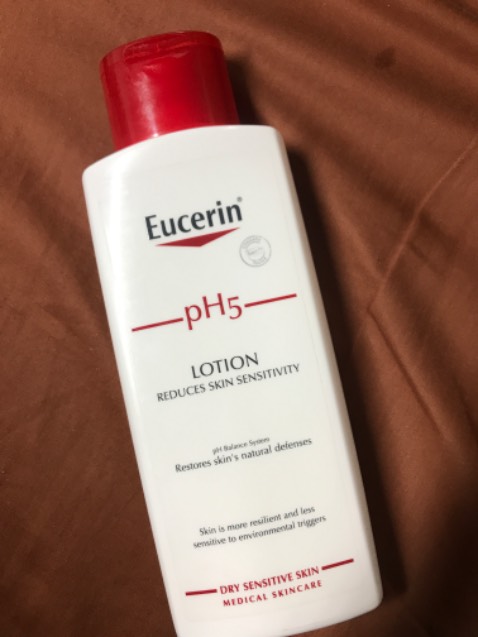 Eucerin®
pH5
LOTION
REDUCES SKIN SENSITIVITY
pH Balance System
Restores skin's natural defenses
Skin is more resilient and less
sensitive to environmental triggers
DRY SENSITIVE SKIN
MEDICAL SKINCARE